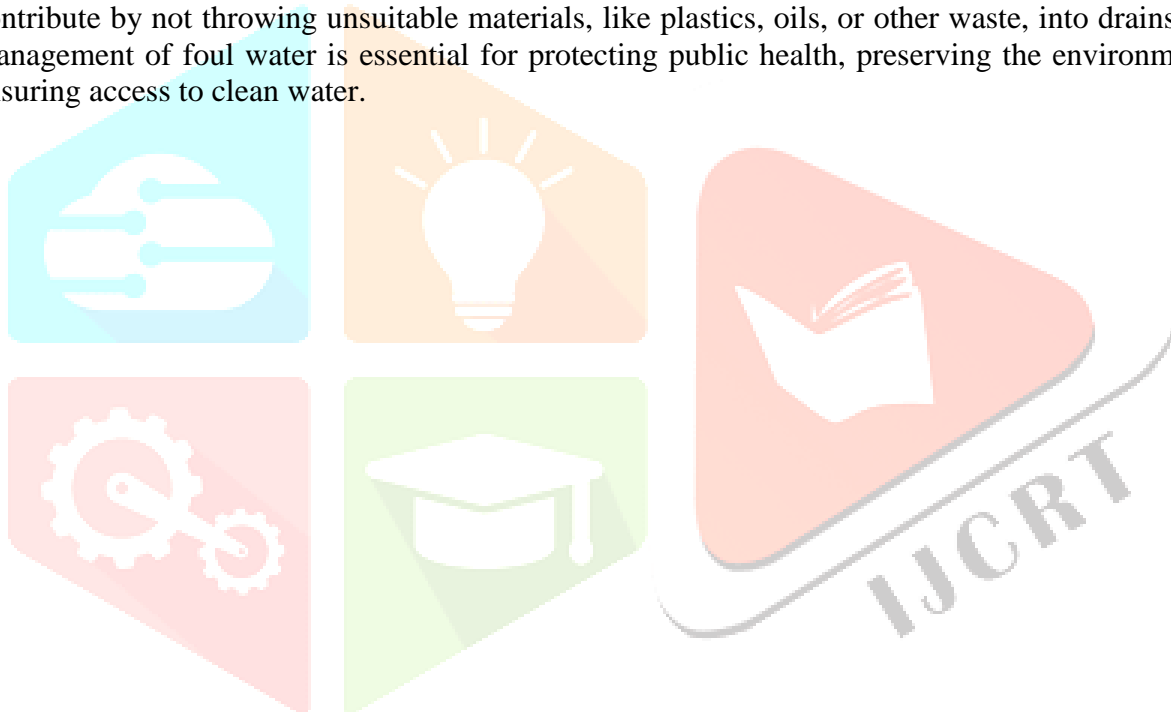 ontribute by not throwing unsuitable materials, like plastics, oils, or other waste, into drains
anagement of foul water is essential for protecting public health, preserving the environm
suring access to clean water.
IJCRT